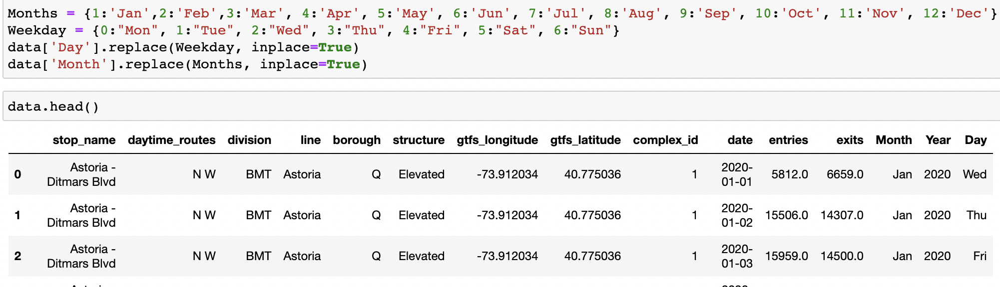 Months = {1:'Jan',2:'Feb',3:'Mar', 4:'Apr', 5:'May', 6:'Jun', 7:'Jul', 8:'Aug', 9:'Sep', 10:'Oct', 11:'Nov', 12:'Dec'}
Weekday = {0:"Mon", 1:"Tue", 2:"Wed", 3:"Thu", 4:"Fri", 5:"Sat", 6:"Sun"}
data['Day'].replace(Weekday, inplace=True)
data['Month'].replace(Months, inplace=True)
data.head()
stop_name daytime_routes division line borough structure gtfs_longitude gtfs_latitude complex_id date entries exits Month Year Day
0 Astoria - Ditmars Blvd N W BMT Astoria Q Elevated -73.912034 40.775036 1 2020-01-01 5812.0 6659.0 Jan 2020 Wed
1 Astoria - Ditmars Blvd N W BMT Astoria Q Elevated -73.912034 40.775036 1 2020-01-02 15506.0 14307.0 Jan 2020 Thu
2 Astoria - Ditmars Blvd N W BMT Astoria Q Elevated -73.912034 40.775036 1 2020-01-03 15959.0 14500.0 Jan 2020 Fri